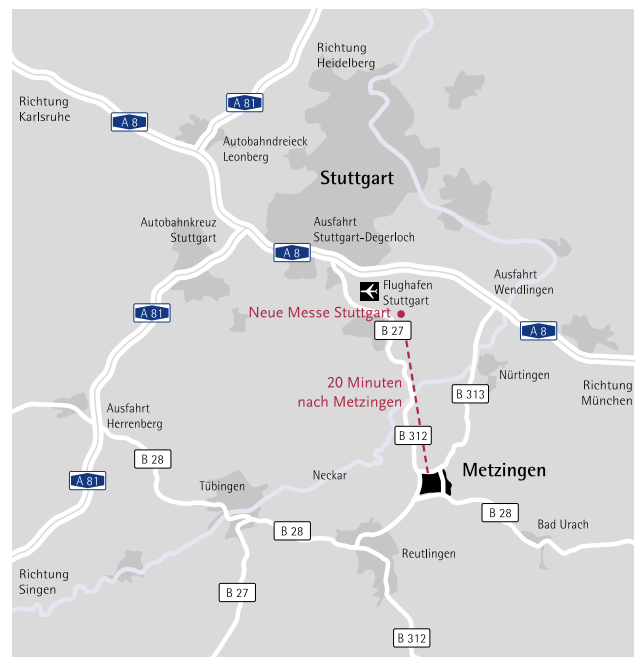 Richtung
Heidelberg
Richtung
Karlsruhe
A 81
A 8
Autobahndreieck
Leonberg
Stuttgart
Autobahnkreuz
Stuttgart
Ausfahrt
Stuttgart-Degerloch
A 8
Flughafen
Stuttgart
Ausfahrt
Wendlingen
A 81
Neue Messe Stuttgart
B 27
A 8
20 Minuten
nach Metzingen
Nürtingen
Richtung
München
B 313
Ausfahrt
Herrenberg
B 312
B 28
Metzingen
A 81
Tübingen
Neckar
B 28
Bad Urach
B 28
Reutlingen
Richtung
Singen
B 27
B 312